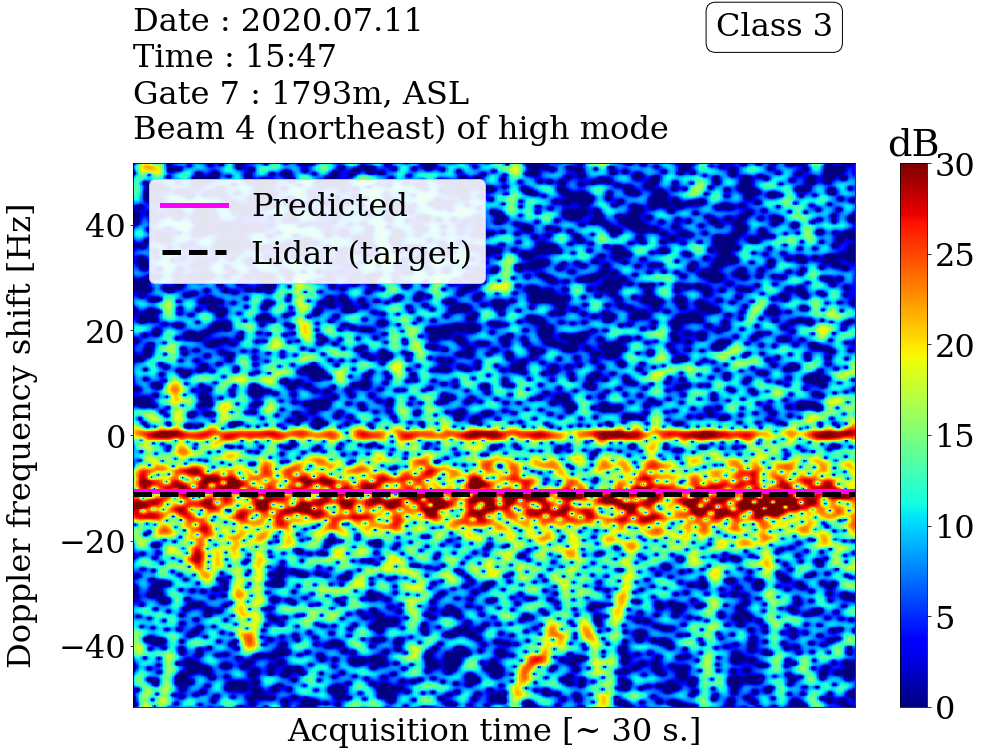 Date : 2020.07.11
Time : 15:47
Gate 7 : 1793m, ASL
Beam 4 (northeast) of high mode
Class 3
dB
Predicted
Lidar (target)
Doppler frequency shift [Hz]
40
20
0
−20
−40
30
25
20
15
10
5
0
Acquisition time [~ 30 s.]